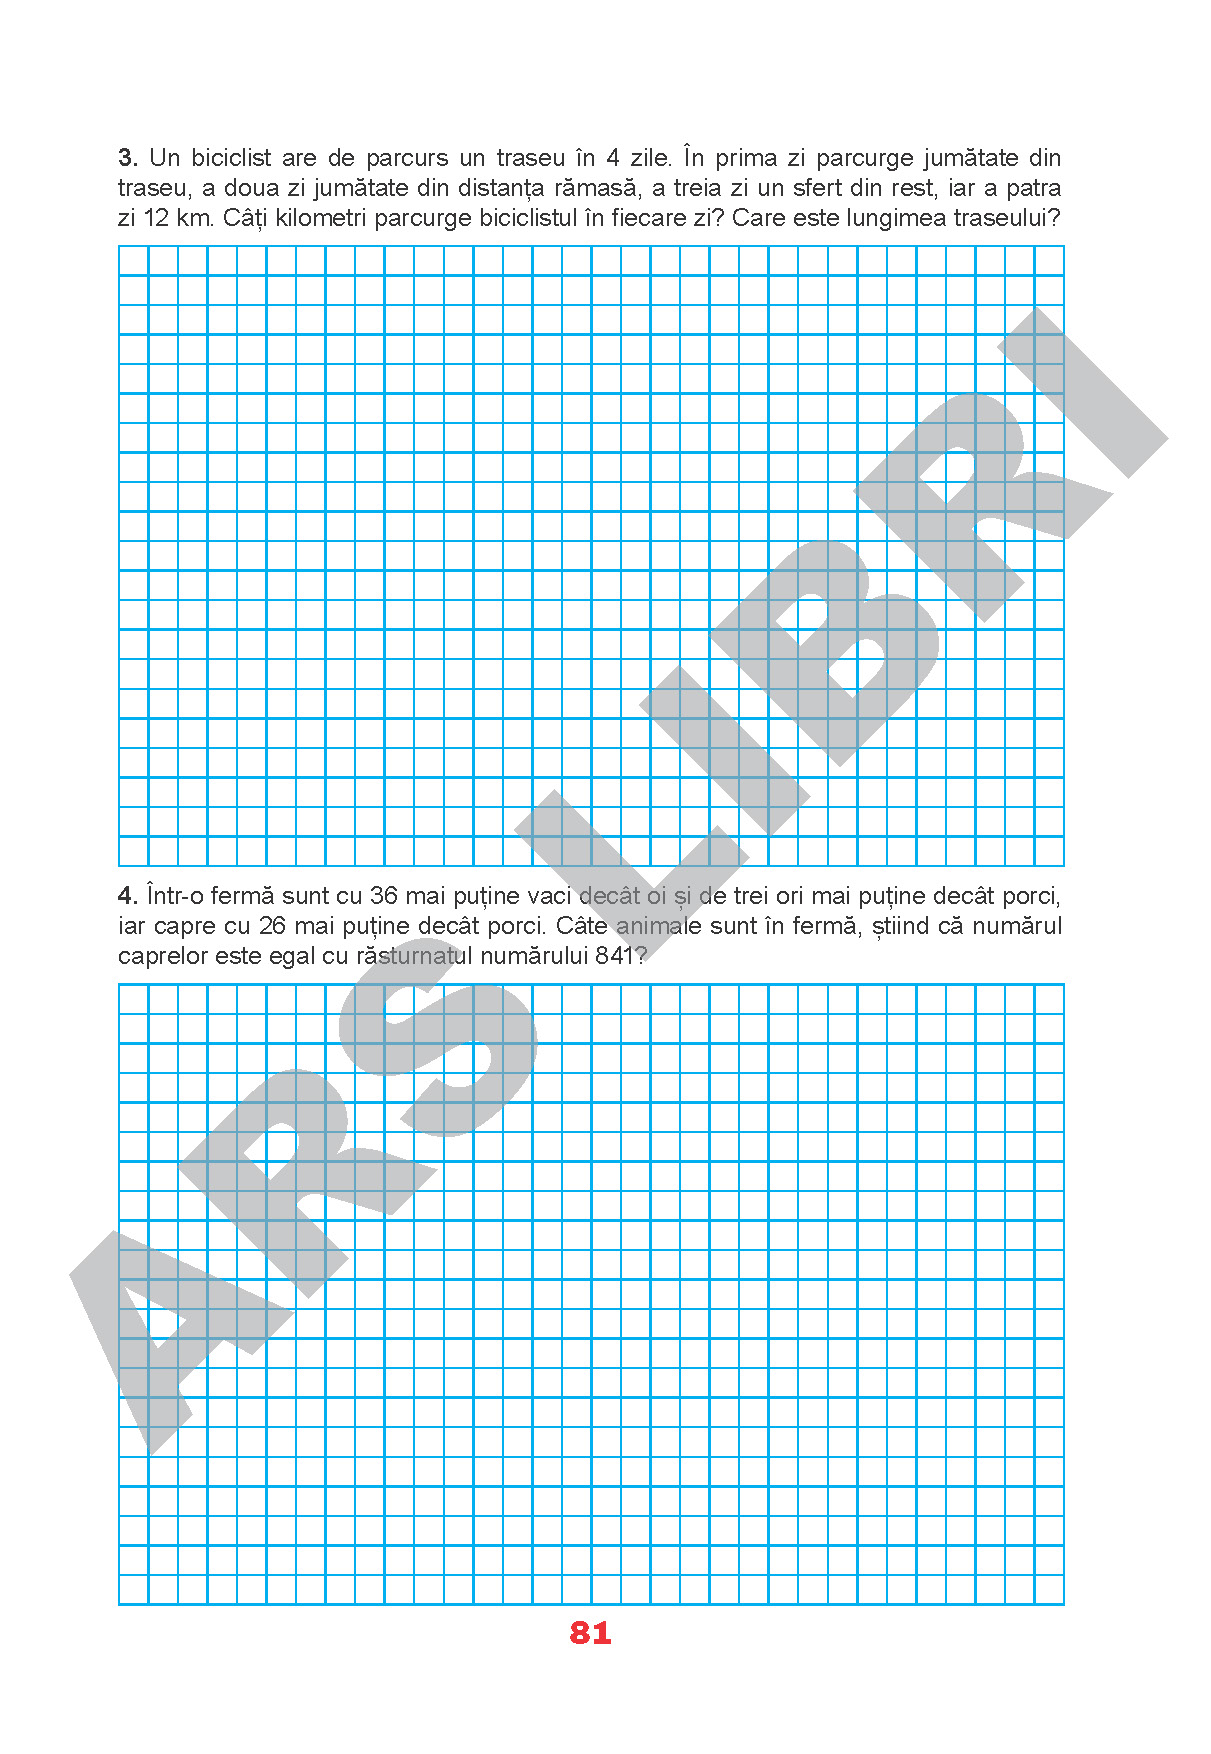 3. Un biciclist are de parcurs un traseu în 4 zile. În prima zi parcurge jumătate din
traseu, a doua zi jumătate din distanța rămasă, a treia zi un sfert din rest, iar a patra
zi 12 km. Câți kilometri parcurge biciclistul în fiecare zi? Care este lungimea traseului?
4. Într-o fermă sunt cu 36 mai puține vaci decât oi și de trei ori mai puține decât porci,
iar capre cu 26 mai puține decât porci. Câte animale sunt în fermă, știind că numărul
caprelor este egal cu răsturnatul numărului 841?
ARS LIBRI
81